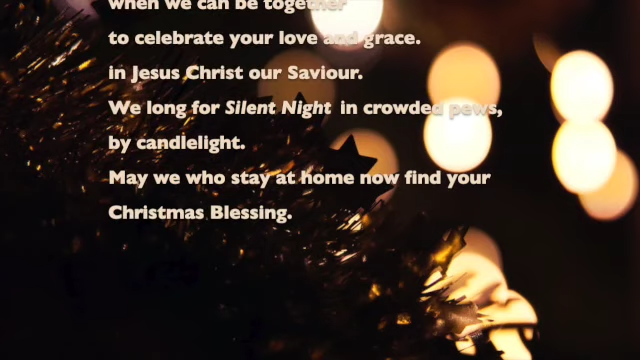 when we can be together
to celebrate your love and grace.
in Jesus Christ our Saviour.
We long for Silent Night in crowded pews,
by candlelight.
May we who stay at home now find your
Christmas Blessing.